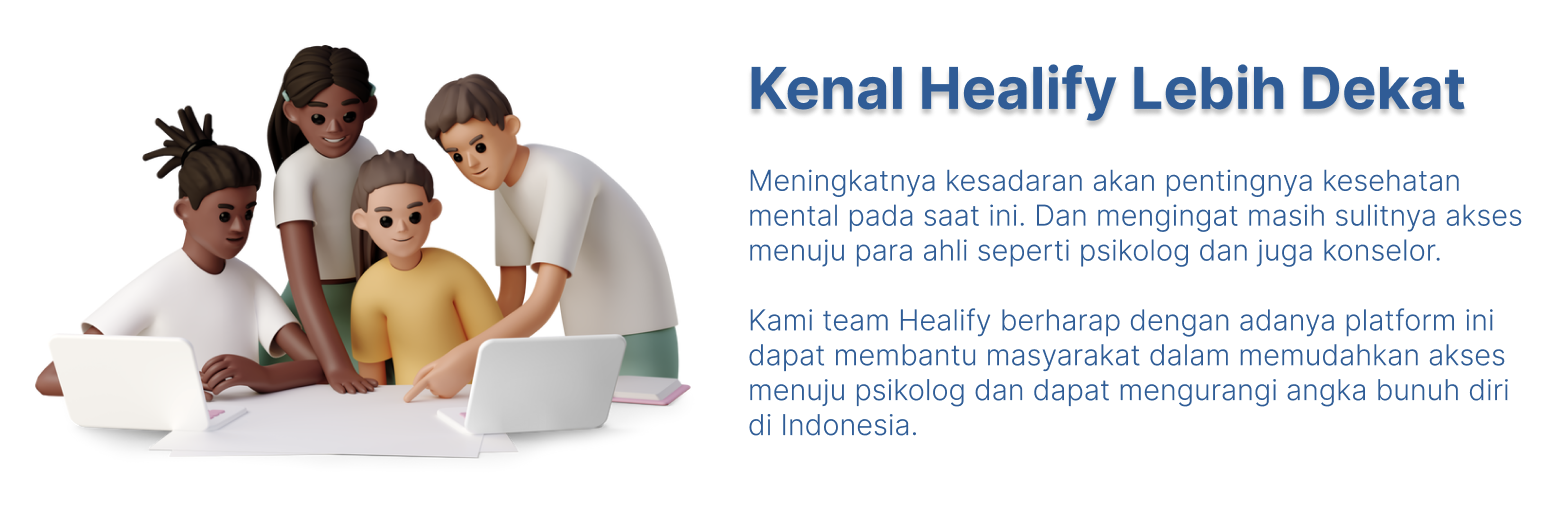 Kenal Healify Lebih Dekat
Meningkatnya kesadaran akan pentingnya kesehatan
mental pada saat ini. Dan mengingat masih sulitnya akses
menuju para ahli seperti psikolog dan juga konselor.
Kami team Healify berharap dengan adanya platform ini
dapat membantu masyarakat dalam memudahkan akses
menuju psikolog dan dapat mengurangi angka bunuh diri
di Indonesia.